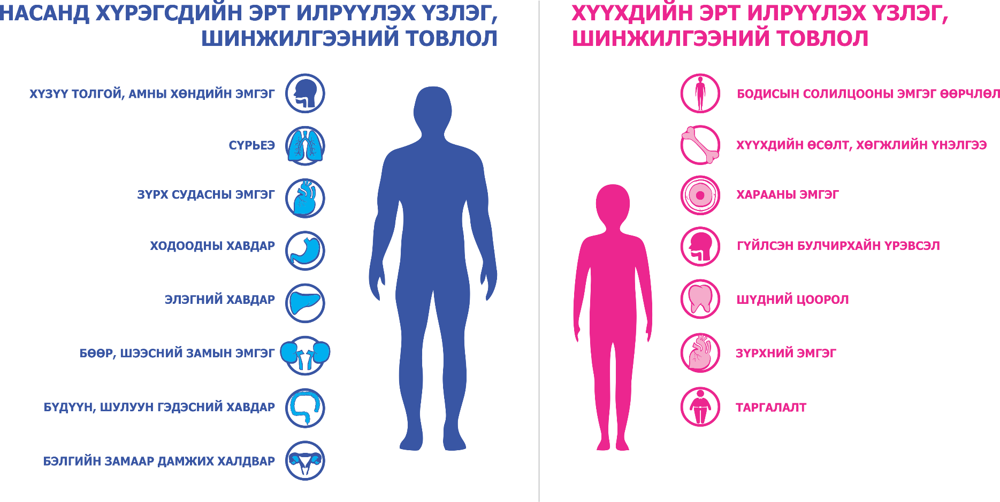 НАСАНД ХҮРЭГСДИЙН ЭРТ ИЛРҮҮЛЭХ ҮЗЛЭГ,
ШИНЖИЛГЭЭНИЙ ТОВЛОЛ
ХҮЗҮҮ ТОЛГОЙ, АМНЫ ХӨНДИЙН ЭМГЭГ
СҮРЬЕЭ
ЗҮРХ СУДАСНЫ ЭМГЭГ
ХОДООДНЫ ХАВДАР
ЭЛЭГНИЙ ХАВДАР
БӨӨР, ШЭЭСНИЙ ЗАМЫН ЭМГЭГ
БҮДҮҮН, ШУЛУУН ГЭДЭСНИЙ ХАВДАР
БЭЛГИЙН ЗАМААР ДАМЖИХ ХАЛДВАР
ХҮҮХДИЙН ЭРТ ИЛРҮҮЛЭХ ҮЗЛЭГ,
ШИНЖИЛГЭЭНИЙ ТОВЛОЛ
БОДИСЫН СОЛИЛЦООНЫ ЭМГЭГ ӨӨРЧЛӨЛ
ХҮҮХДИЙН ӨСӨЛТ, ХӨГЖЛИЙН ҮНЭЛГЭЭ
ХАРААНЫ ЭМГЭГ
ГҮЙЛСЭН БУЛЧИРХАЙН ҮРЭВСЭЛ
ШҮДНИЙ ЦООРОЛ
ЗҮРХНИЙ ЭМГЭГ
ТАРГАЛАЛТ